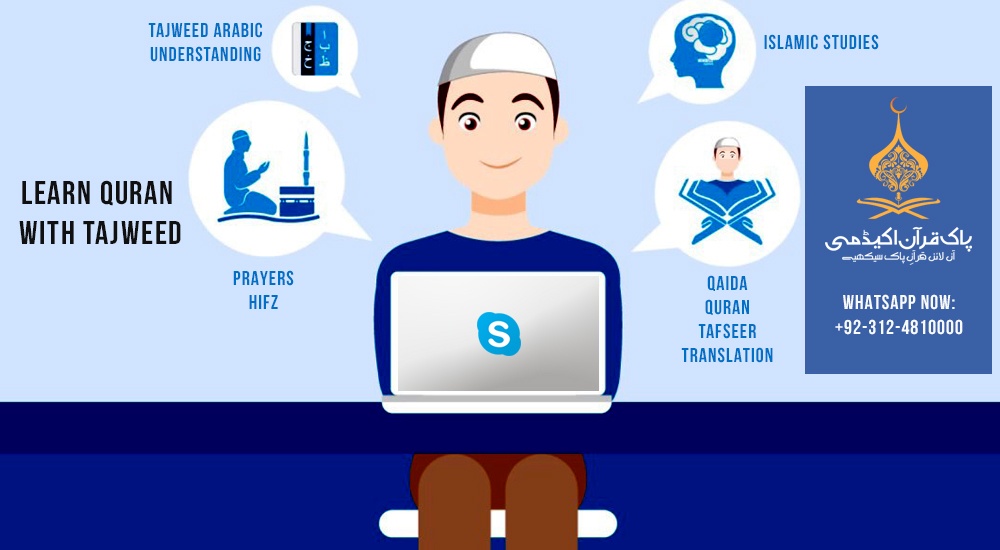 TAJWEED ARABIC
UNDERSTANDING
ISLAMIC STUDIES
LEARN QURAN
WITH TAJWEED
PRAYERS
HIFZ
QAIDA
QURAN
TAFSEER
TRANSLATION
پاک قرآن اکیڈمی
آن لائن قرآنِ پاک سیکھیے
WHATSAPP NOW:
+92-312-4810000
S